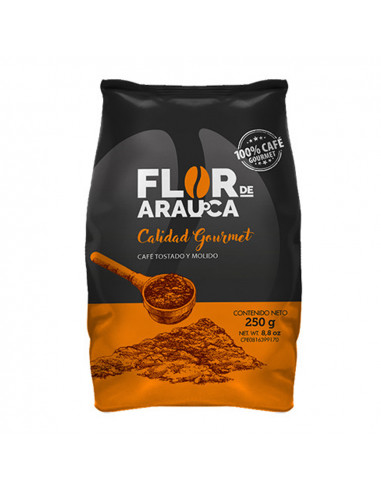 100% CAFÉ
GOURMET
FLOR DE
ARAUCA
Calidad Gourmet
CAFÉ TOSTADO Y MOLIDO
CONTENIDO NETO
250 g
NET. WT. 8,8 oz
CPE0816399170